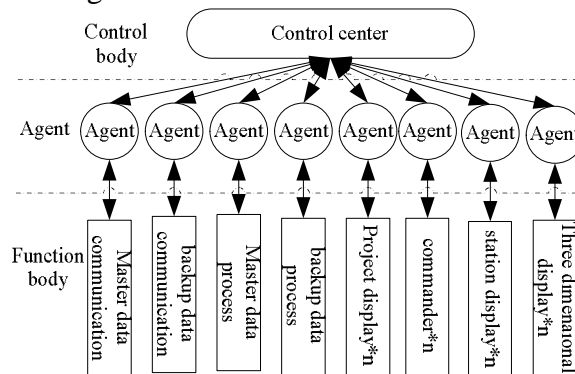 Control
body
Control center
Agent
Agent
Agent
Agent
Agent
Agent
Agent
Agent
Agent
Function
body
Master data
communication
backup data
communication
Master data
process
backup data
process
Project display*n
commander*n
station display*n
Three dimenaional
display*n